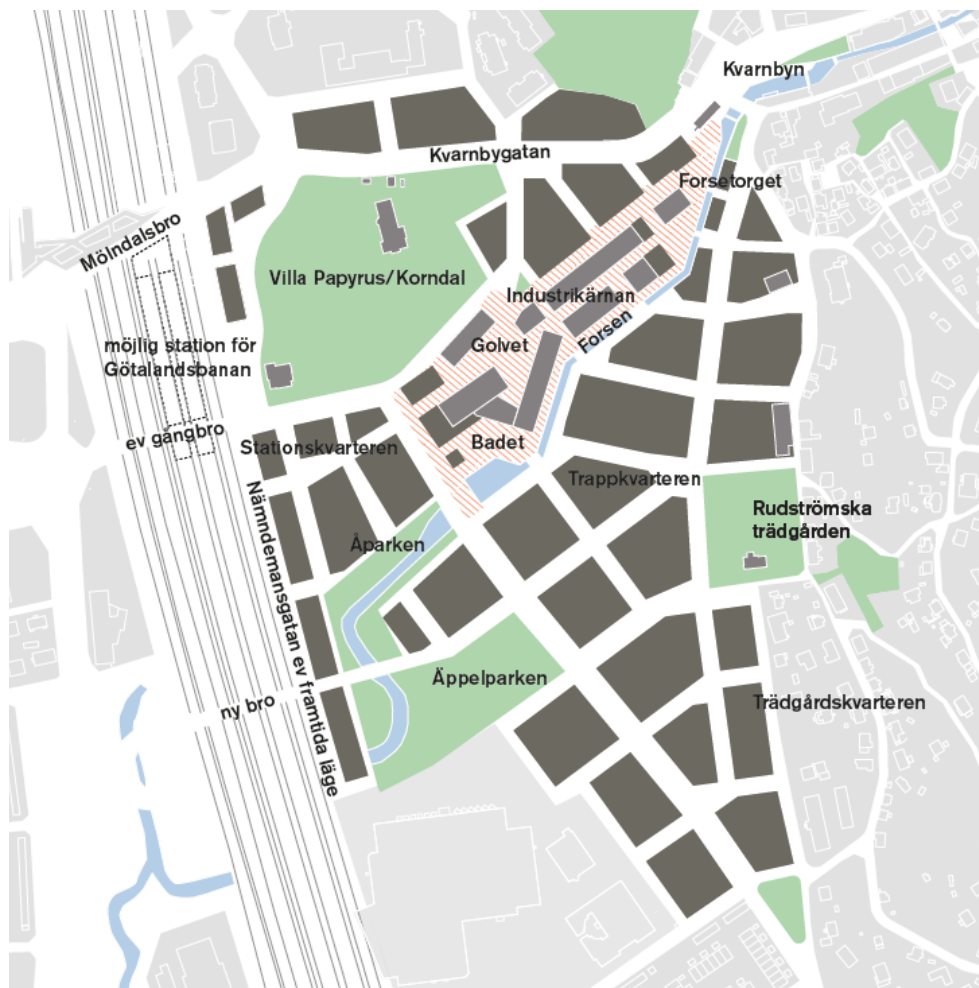 Kvarnbyn
Kvarnbygatan
Forsetorget
Mölndalsbro
Villa Papyrus/Korndal
Industrikärnan
Forsen
möjlig station för
Götalandsbanan
Golvet
ev gångbro
Stationskvarteren
Badet
Trappkvarteren
Nämndemansgatan ev framtida läge
Rudströmska
trädgården
Åparken
Äppelparken
ny bro
Trädgårdskvarteren